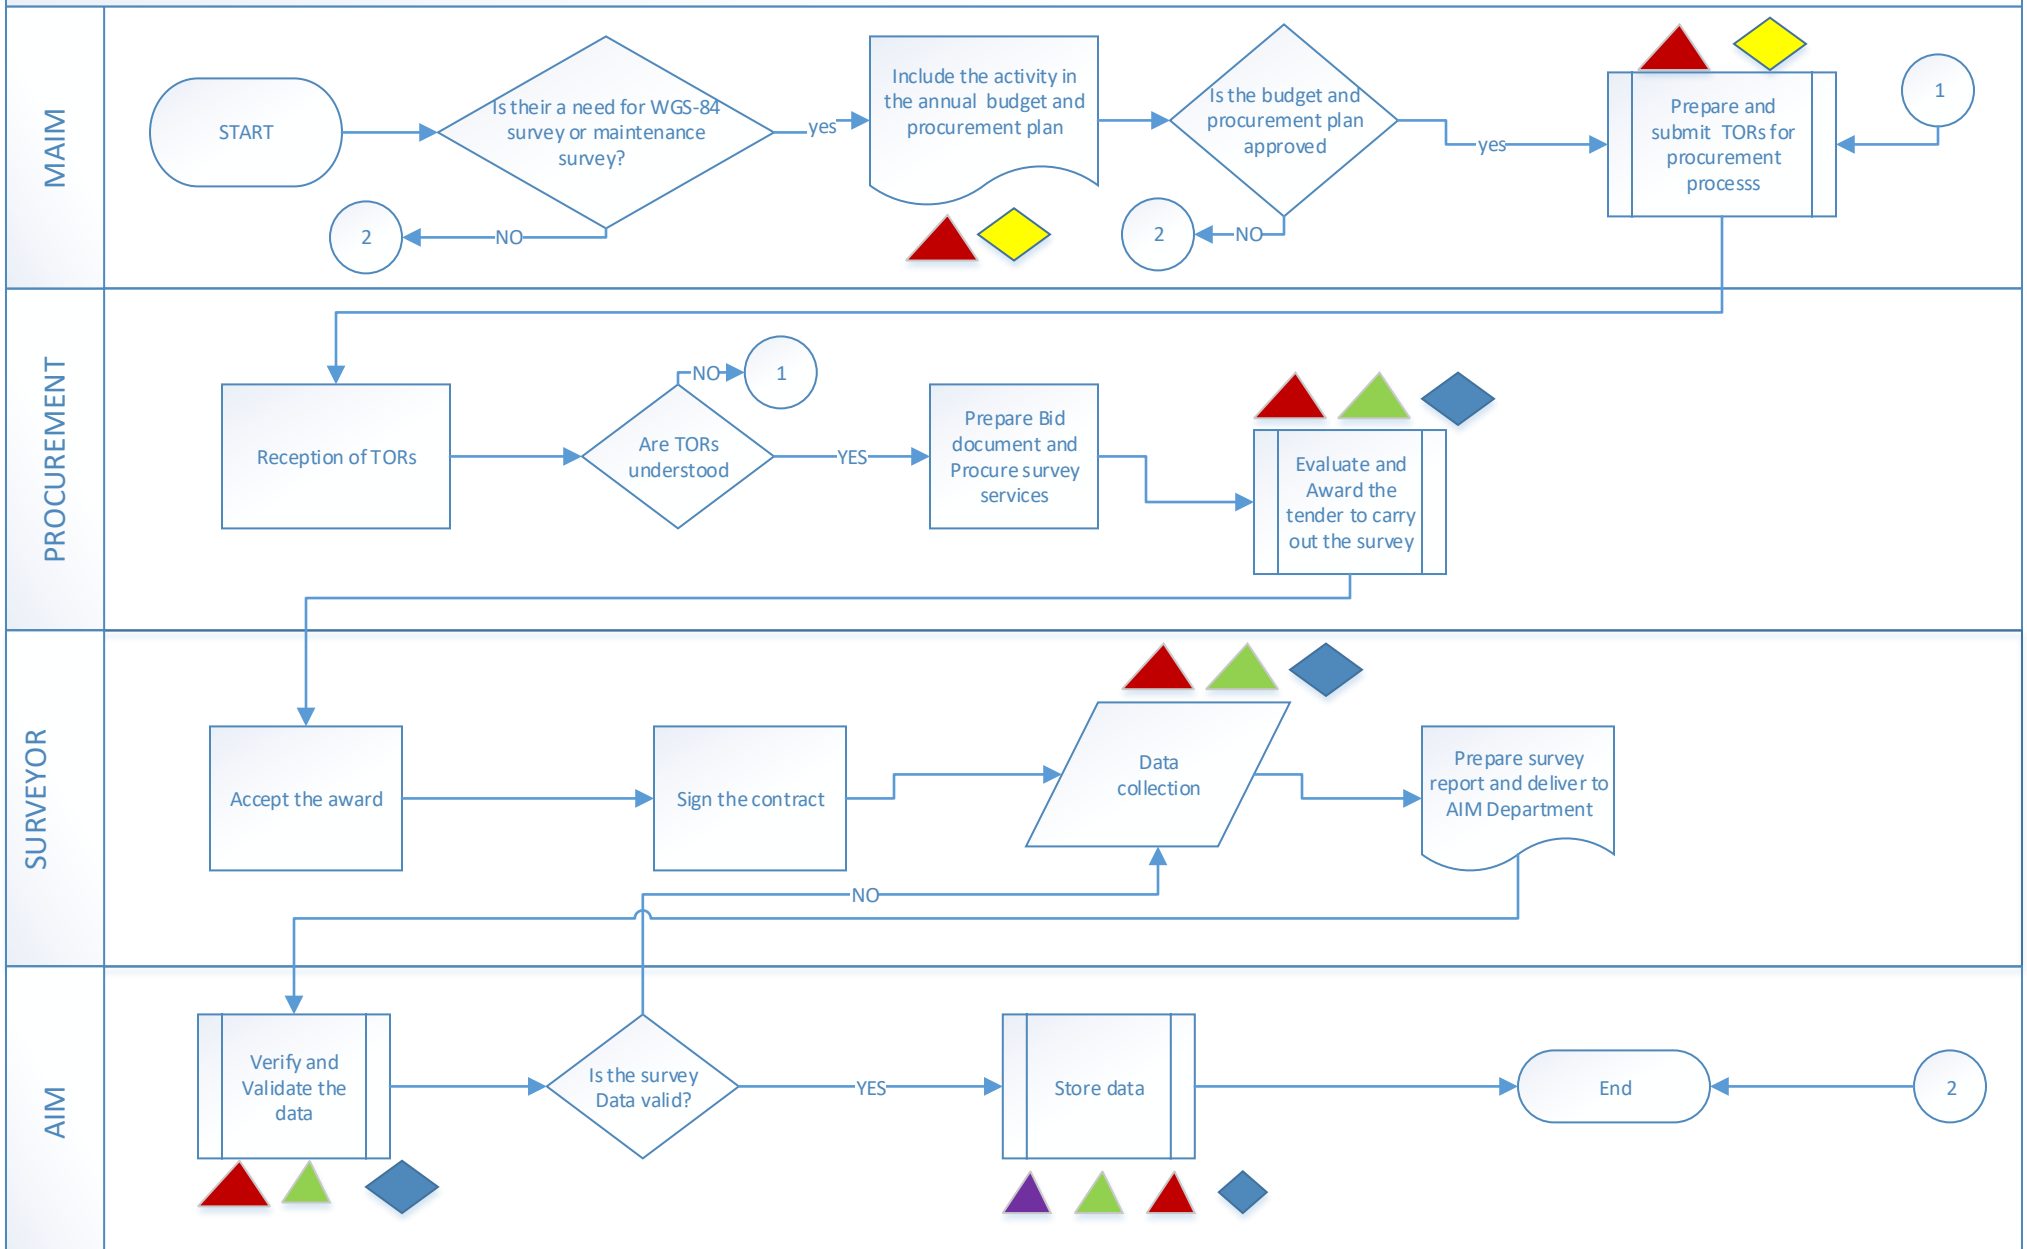 MAIM
START
Is their a need for WGS-84
survey or maintenance
survey?
yes
NO
2
Include the activity in
the annual budget and
procurement plan
Is the budget and
procurement plan
approved
yes
NO
2
Prepare and
submit TORs for
procurement
processs
1
PROCUREMENT
Reception of TORs
Are TORs
understood
NO
1
YES
Prepare Bid
document and
Procure survey
services
Evaluate and
Award the
tender to carry
out the survey
SURVEYOR
Accept the award
Sign the contract
Data
collection
Prepare survey
report and deliver to
AIM Department
NO
AIM
Verify and
Validate the
data
Is the survey
Data valid?
YES
Store data
End
2